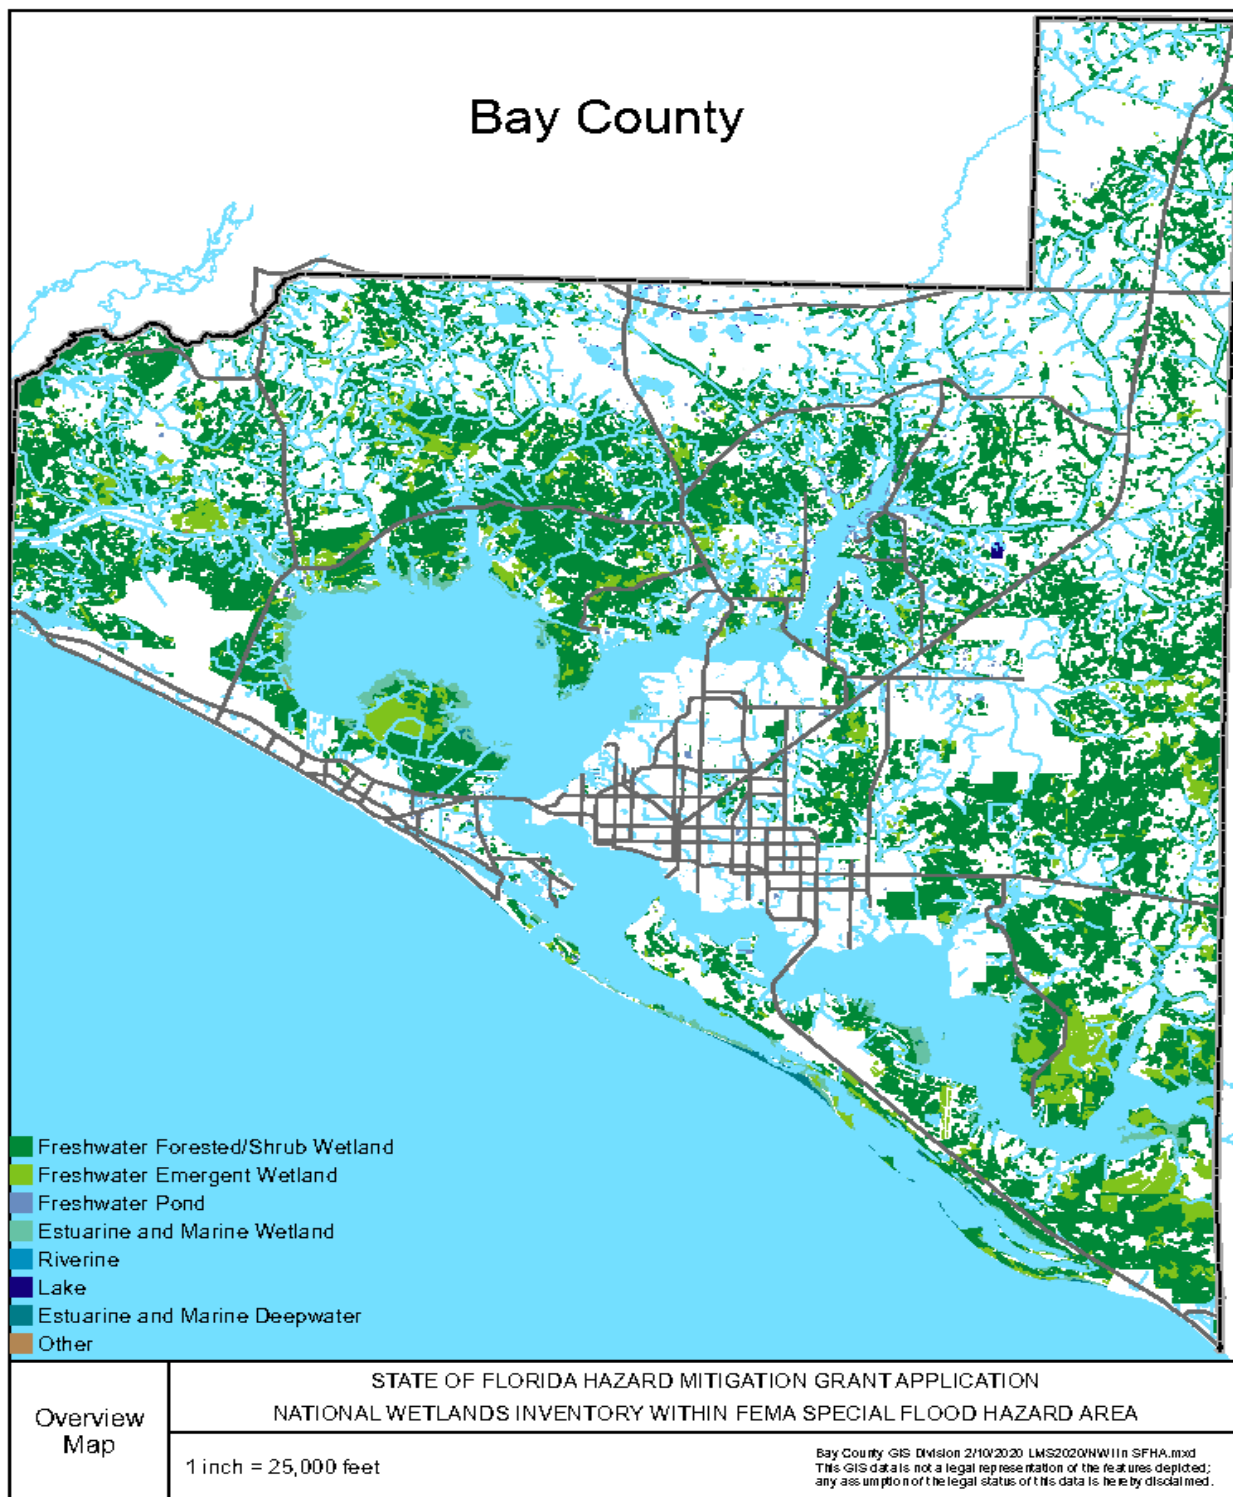 Bay County
Freshwater Forested/Shrub Wetland
Freshwater Emergent Wetland
Freshwater Pond
Estuarine and Marine Wetland
Riverine
Lake
Estuarine and Marine Deepwater
Other
Overview
Map
STATE OF FLORIDA HAZARD MITIGATION GRANT APPLICATION
NATIONAL WETLANDS INVENTORY WITHIN FEMA SPECIAL FLOOD HAZARD AREA
1 inch = 25,000 feet
Bay County GIS Division 2/10/2020 LMS2020/NWI in SFHA.mxd
This GIS data is not a legal representation of the features depicted;
any assumption of the legal status of this data is hereby disclaimed.